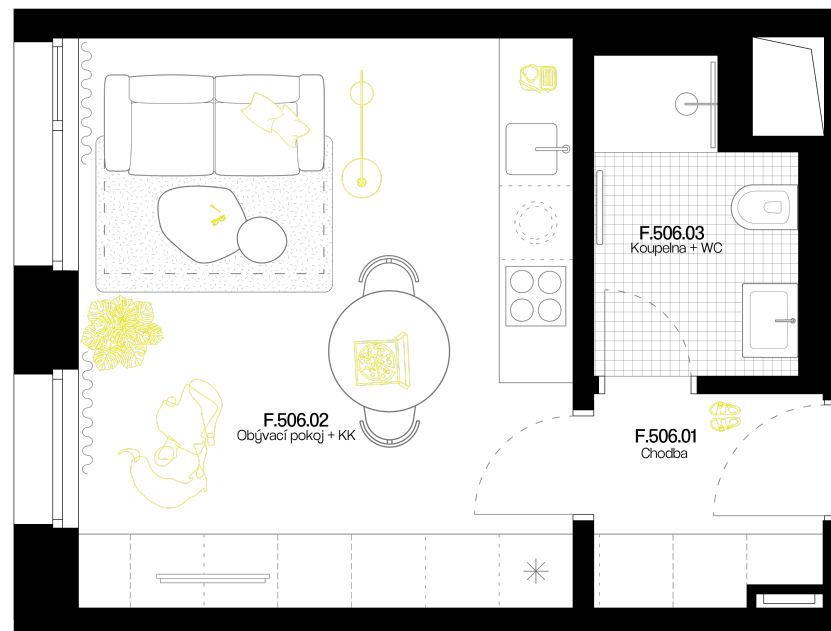 F.506.03
Koupelna + WC
F.506.02
Obývací pokoj + KK
F.506.01
Chodba